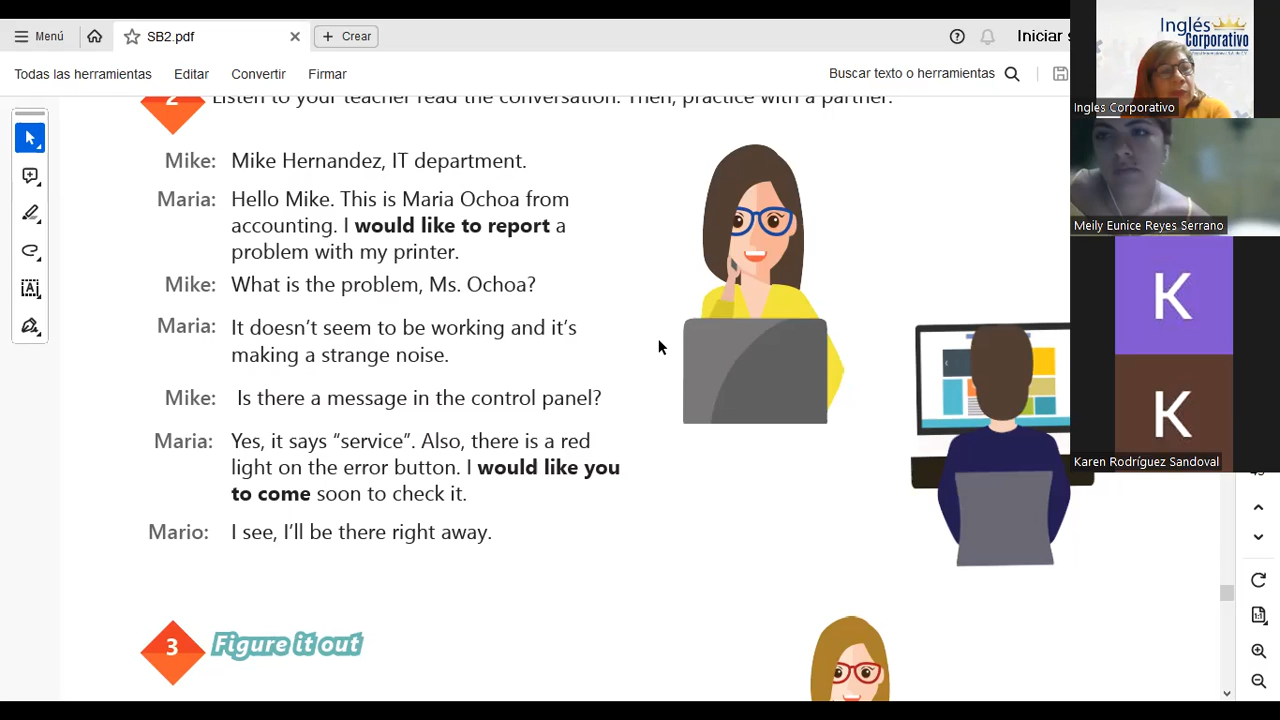 Menú
SB2.pdf
Crear
Iniciar s
Todas las herramientas
Editar
Convertir
Firmar
Buscar texto o herramientas
2 Listen to your teacher read the conversation. Then, practice with a partner.
Mike: Mike Hernandez, IT department.
Maria: Hello Mike. This is Maria Ochoa from
accounting. I would like to report a
problem with my printer.
Mike: What is the problem, Ms. Ochoa?
Maria: It doesn't seem to be working and it's
making a strange noise.
Mike: Is there a message in the control panel?
Maria: Yes, it says “service”. Also, there is a red
light on the error button. I would like you
to come soon to check it.
Mario: I see, I'll be there right away.
3 Figure it out
Inglés
Corporativo
Ingles Corporativo
Meily Eunice Reyes Serrano
K
K
Karen Rodríguez Sandoval